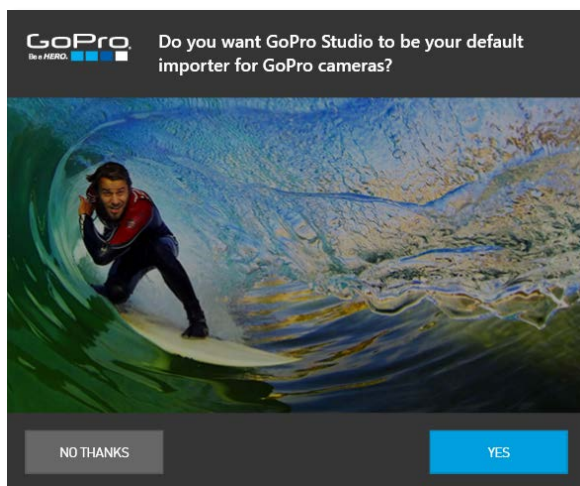 GoPro
Be a HERO.
Do you want GoPro Studio to be your default
importer for GoPro cameras?
NO THANKS
YES